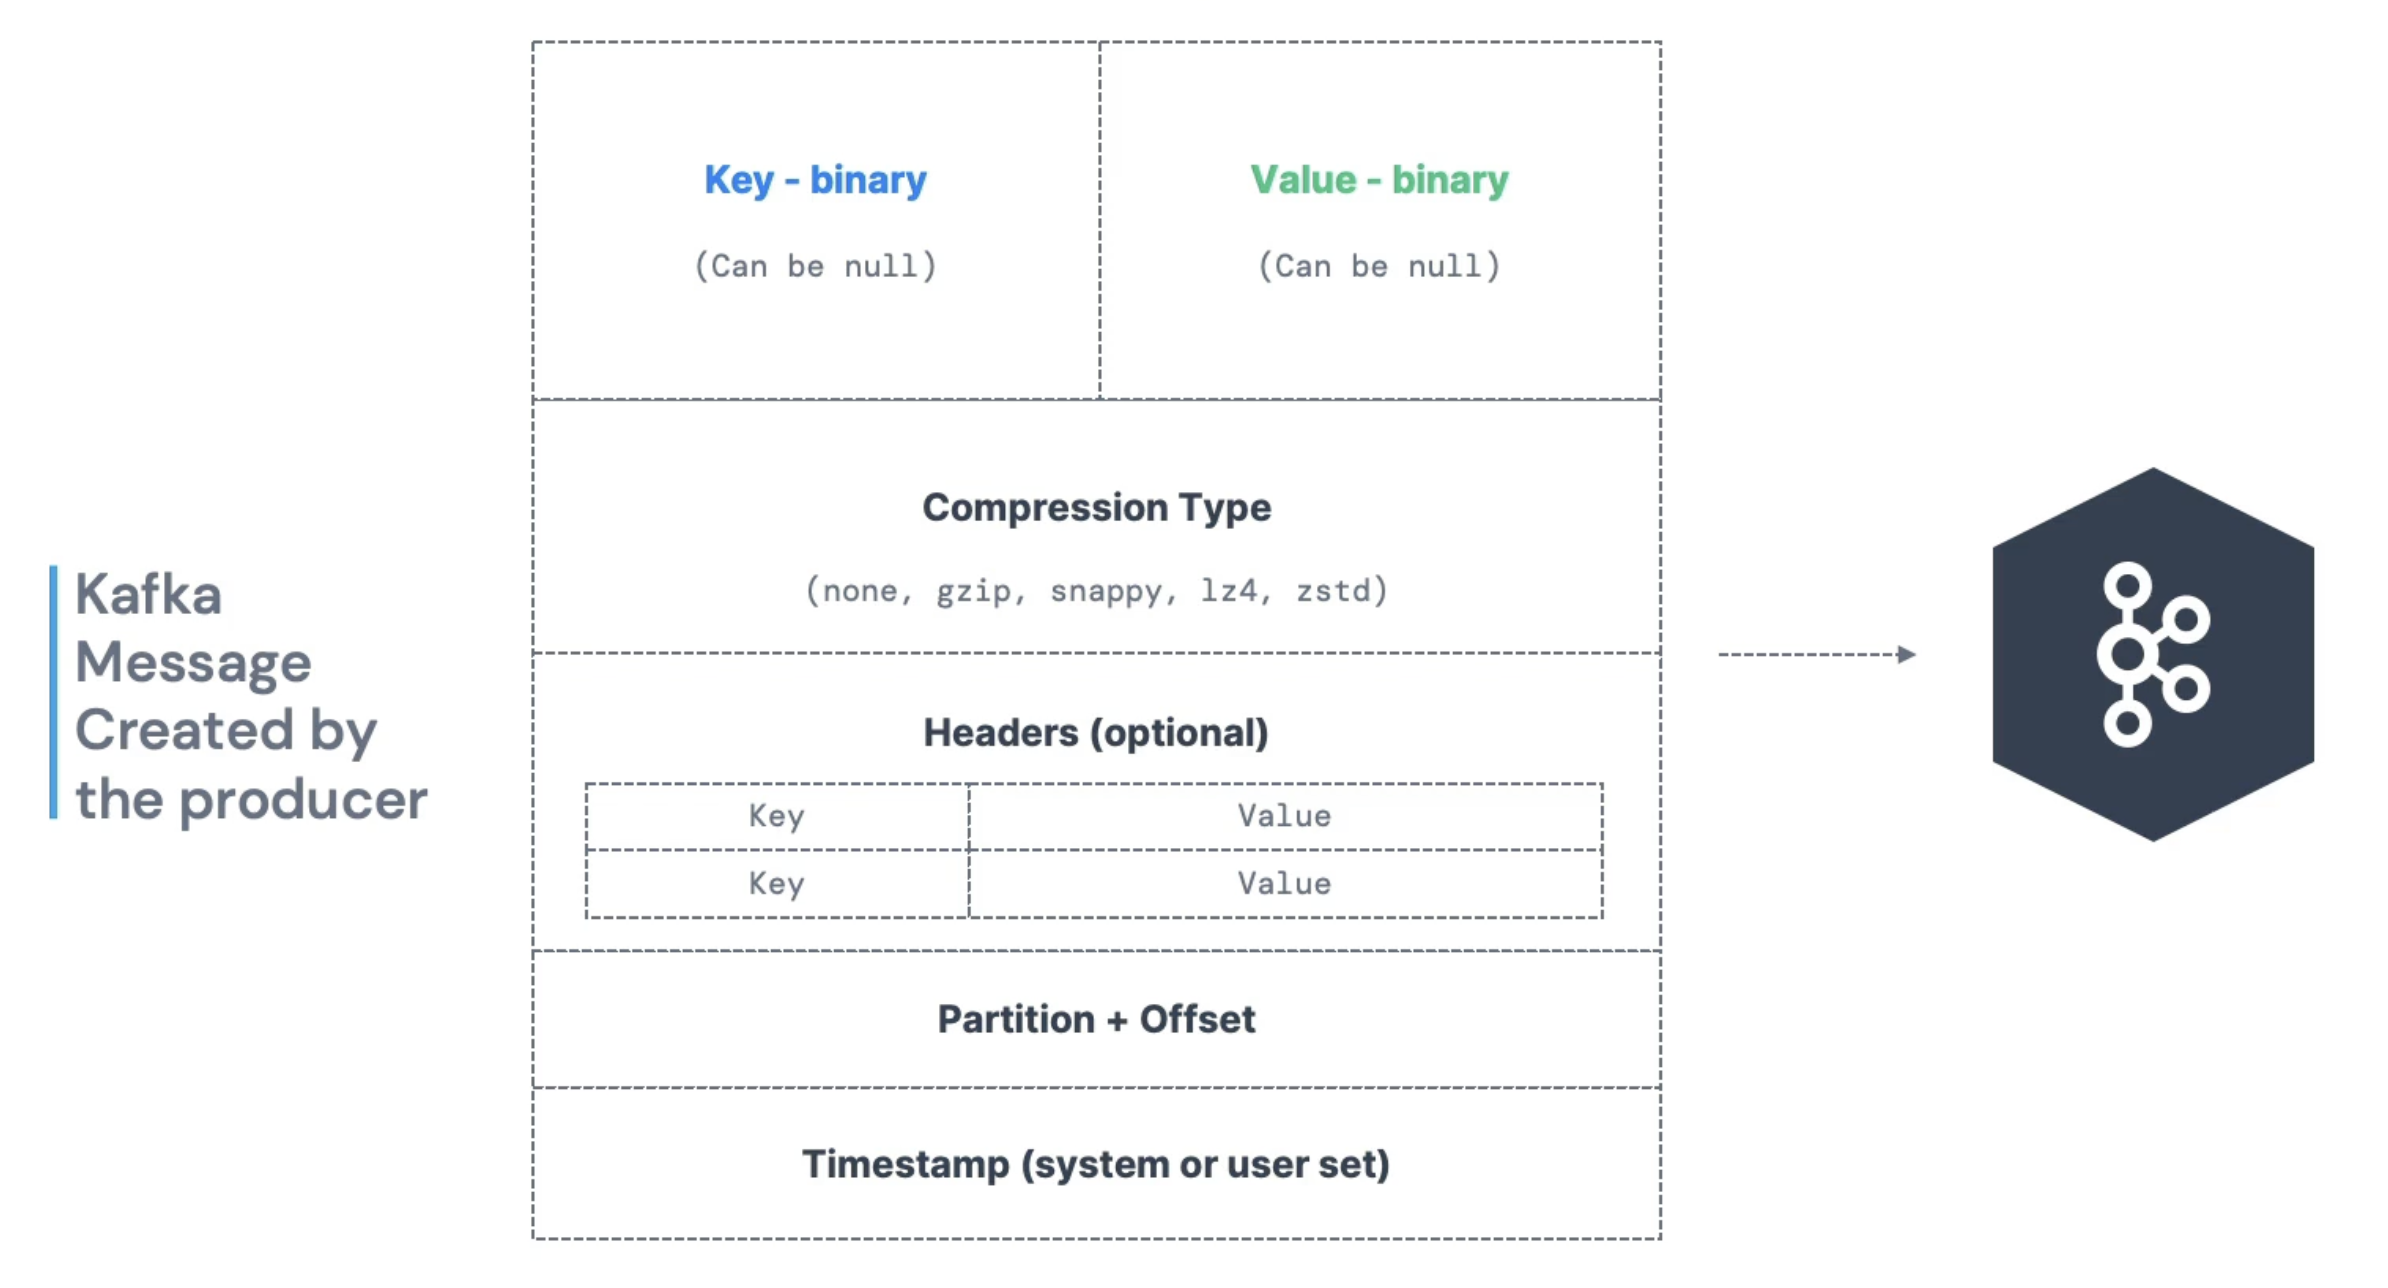 Kafka
Message
Created by
the producer
Key - binary
(Can be null)
Value - binary
(Can be null)
Compression Type
(none, gzip, snappy, lz4, zstd)
Headers (optional)
Key Value
Key Value
Partition + Offset
Timestamp (system or user set)